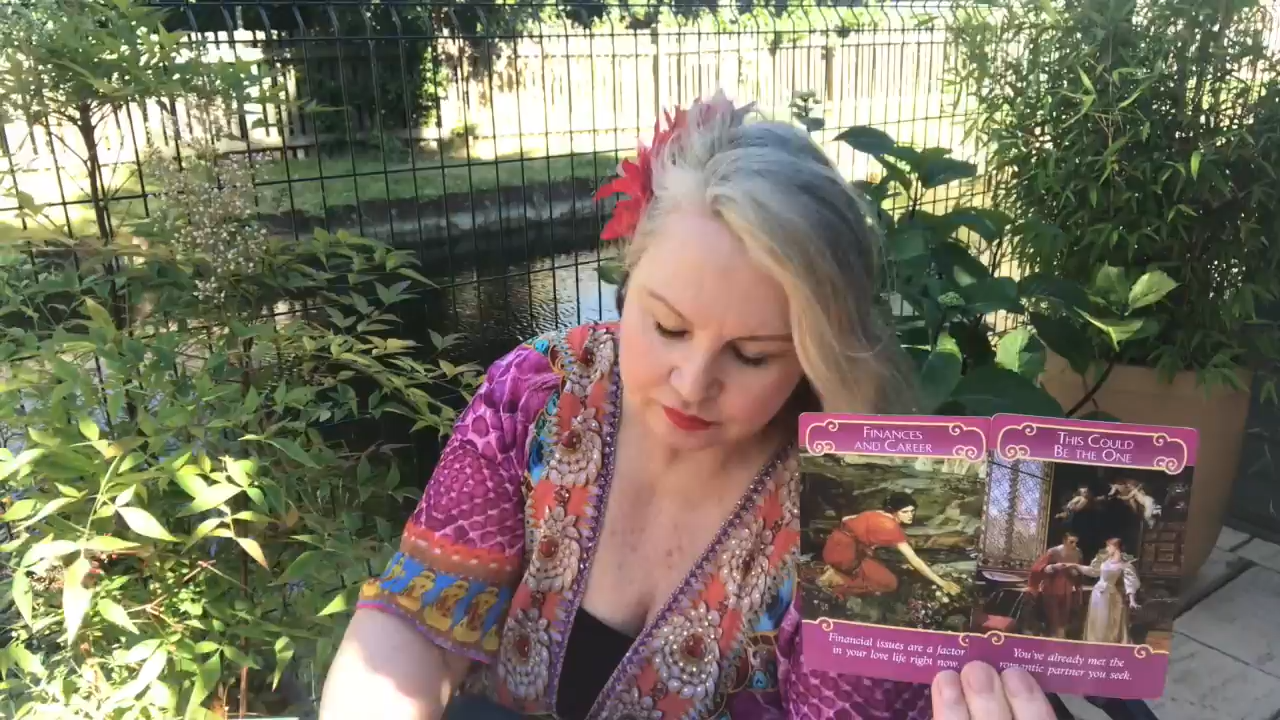 FINANCES
AND CAREER
Financial issues are a factor
in your love life right now.
THIS COULD
BE THE ONE
You've already met the
romantic partner you seek.